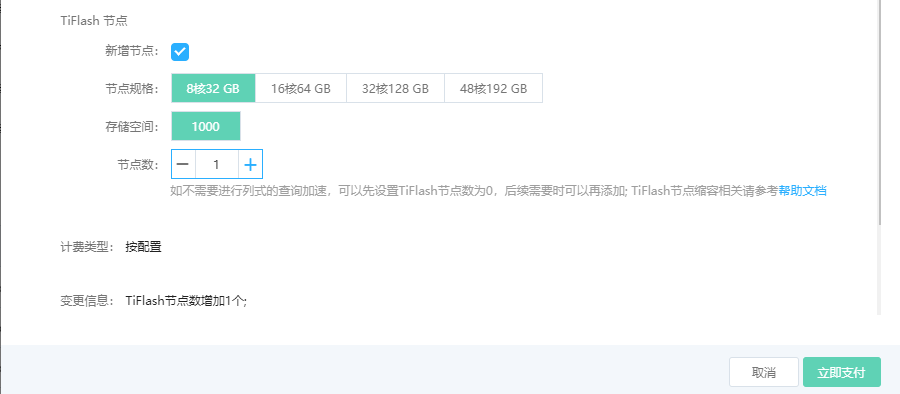 TiFlash 节点
新增节点：
节点规格： 8核32 GB 16核64 GB 32核128 GB 48核192 GB
存储空间： 1000
节点数： — 1 +
如不需要进行列式的查询加速，可以先设置TiFlash节点数为0，后续需要时可以再添加; TiFlash节点缩容相关请参考帮助文档
计费类型： 按配置
变更信息： TiFlash节点数增加1个;
取消 立即支付